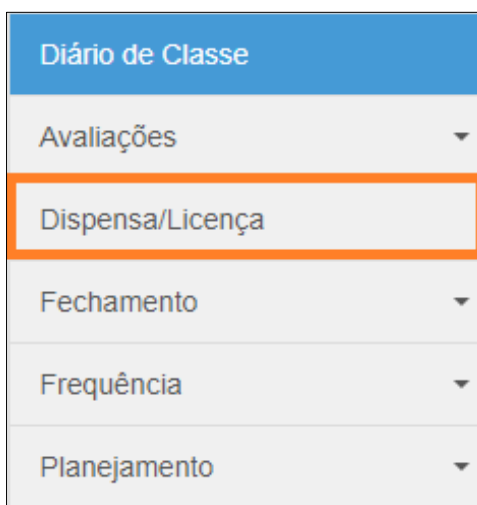 Diário de Classe
Avaliações
Dispensa/Licença
Fechamento
Frequência
Planejamento